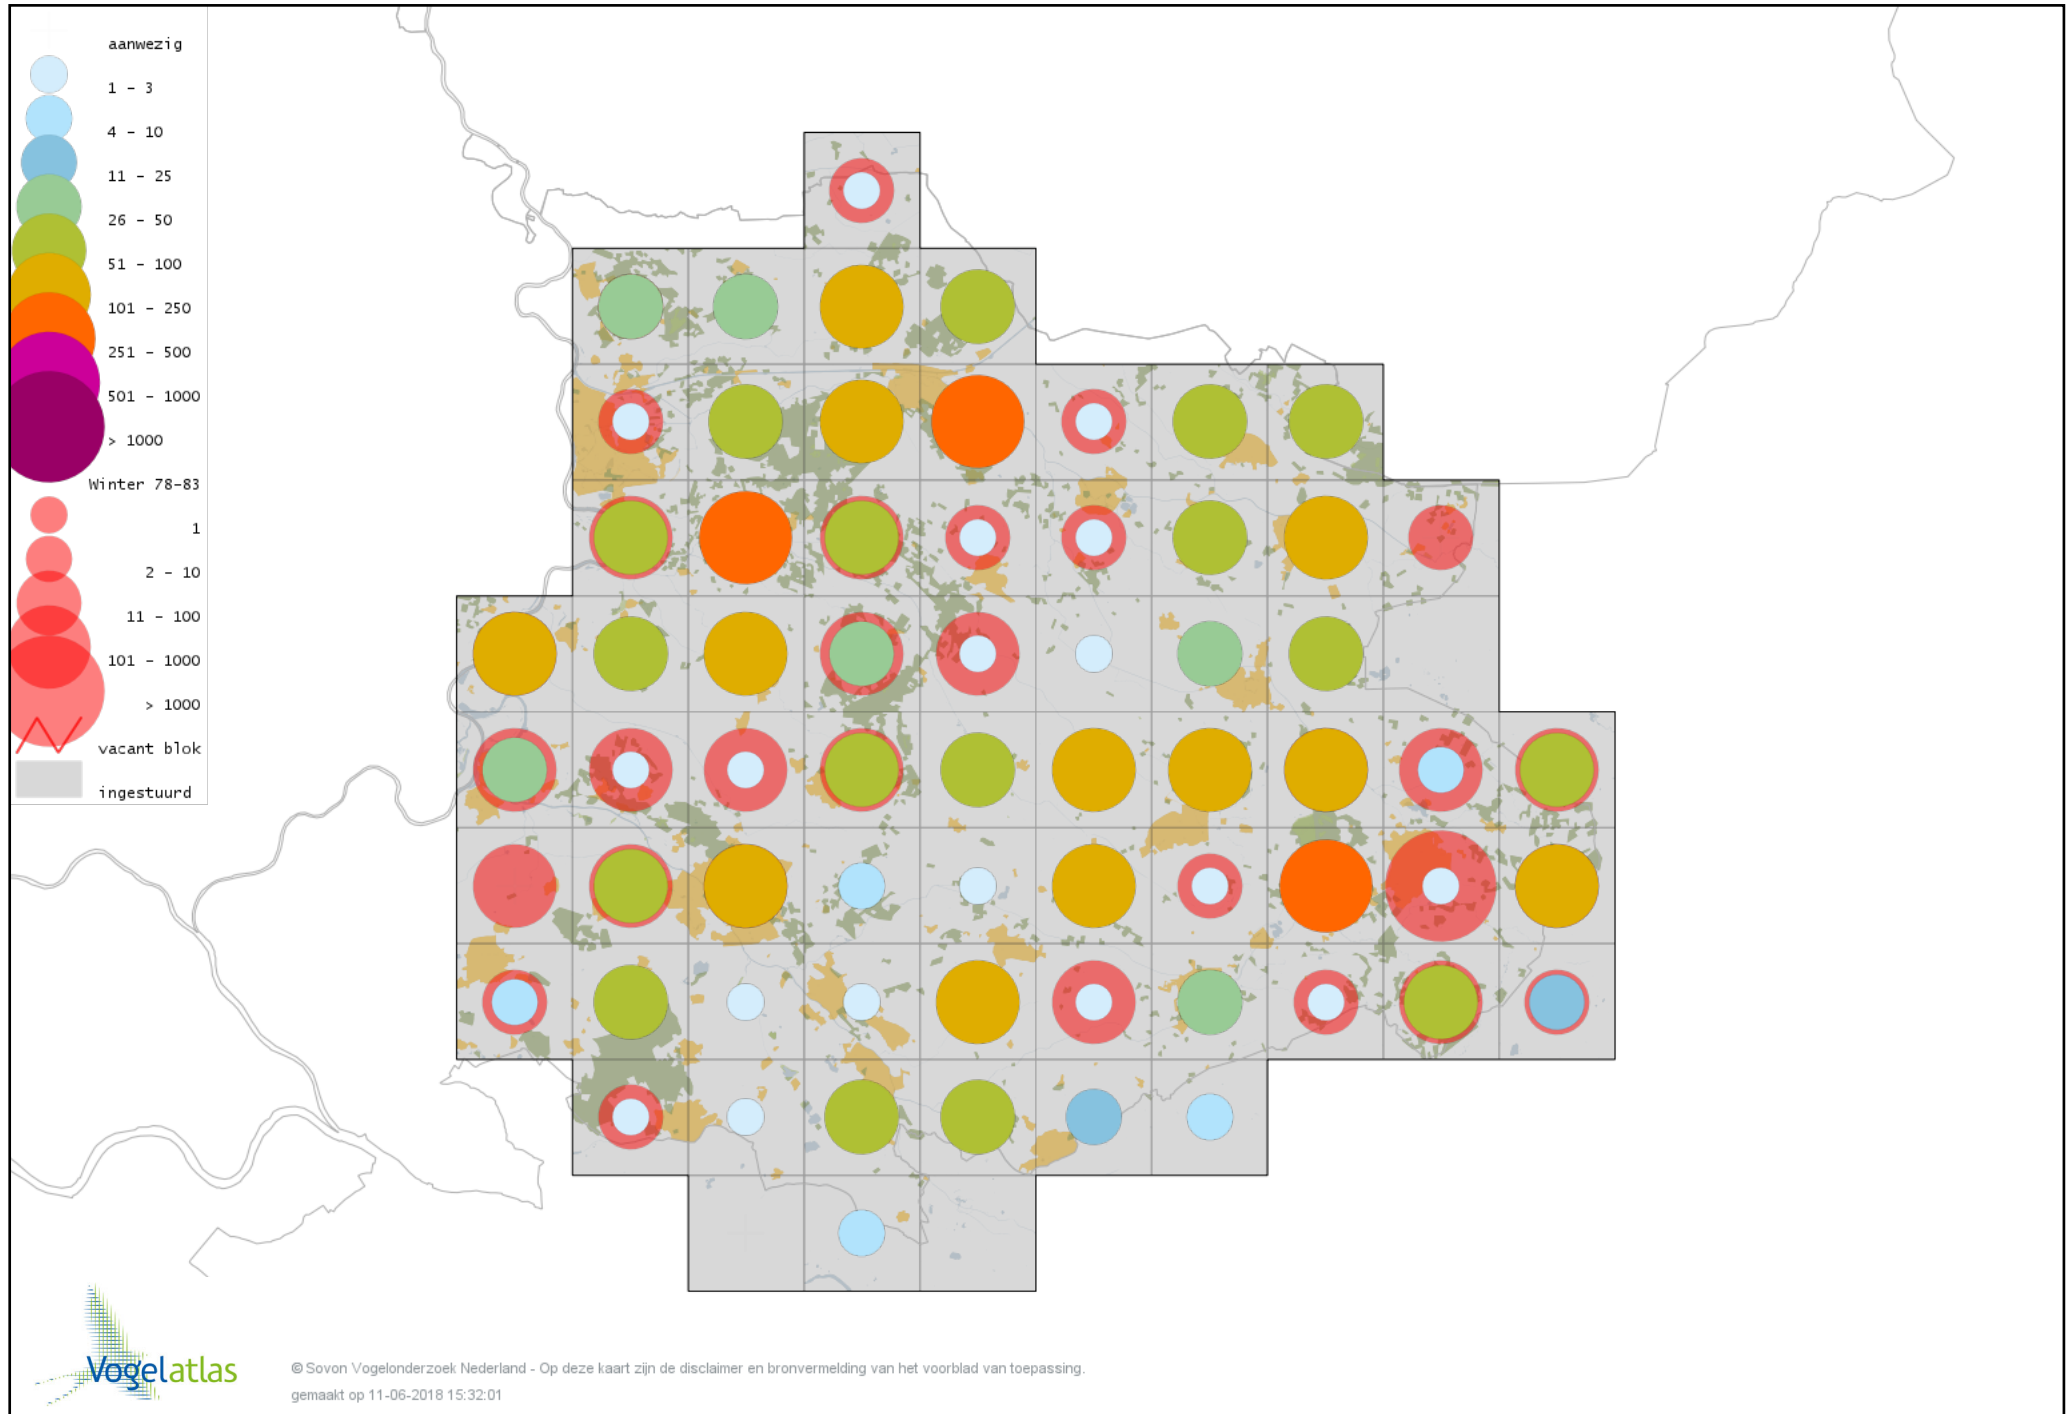 aanwezig
1 – 3
4 – 10
11 – 25
26 – 50
51 – 100
101 – 250
251 – 500
501 – 1000
> 1000
Winter 78-83
1
2 – 10
11 – 100
101 – 1000
> 1000
vacant blok
ingestuurd
Vogelatlas
© Sovon Vogelonderzoek Nederland - Op deze kaart zijn de disclaimer en bronvermelding van het voorblad van toepassing.
gemaakt op 11-06-2018 15:32:01